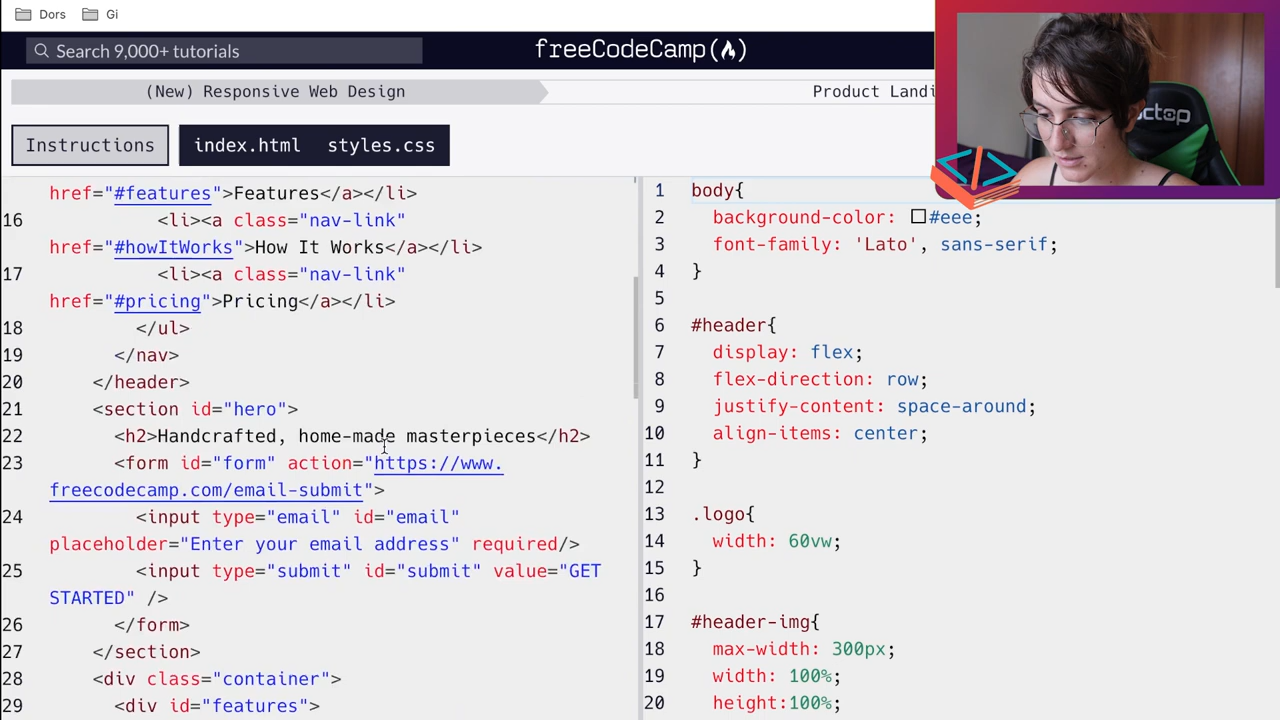 Dors Gi
Search 9,000+ tutorials
freeCodeCamp
(New) Responsive Web Design
Product Landi
Instructions
index.html styles.css
href="#features">Features</a></li>
16 <li><a class="nav-link"
href="#howItWorks">How It Works</a></li>
17 <li><a class="nav-link"
href="#pricing">Pricing</a></li>
18 </ul>
19 </nav>
20 </header>
21 <section id="hero">
22 <h2>Handcrafted, home-made masterpieces</h2>
23 <form id="form" action="https://www.
freecodecamp.com/email-submit">
24 <input type="email" id="email"
placeholder="Enter your email address" required/>
25 <input type="submit" id="submit" value="GET
STARTED" />
26 </form>
27 </section>
28 <div class="container">
29 <div id="features">
1 body{
2 background-color: #eee;
3 font-family: 'Lato', sans-serif;
4 }
5
6 #header{
7 display: flex;
8 flex-direction: row;
9 justify-content: space-around;
10 align-items: center;
11 }
12
13 .logo{
14 width: 60vw;
15 }
16
17 #header-img{
18 max-width: 300px;
19 width: 100%;
20 height:100%;